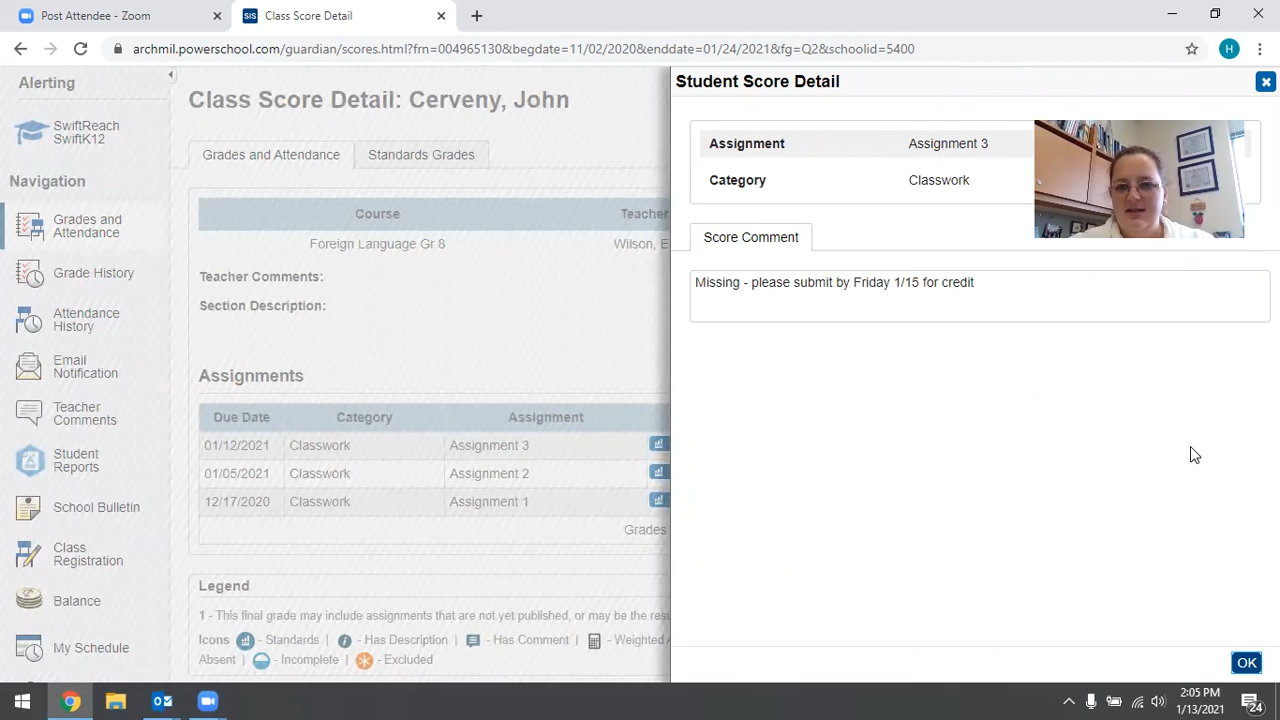 Post Attendee - Zoom
SIS Class Score Detail
archmil.powerschool.com/guardian/scores.html?frn=004965130&begdate=11/02/2020&enddate=01/24/2021&fg=Q2&schoolid=5400
H
Alerting
SwiftReach
SwiftK12
Navigation
Grades and
Attendance
Grade History
Attendance
History
Email
Notification
Teacher
Comments
Student
Reports
School Bulletin
Class
Registration
Balance
My Schedule
Class Score Detail: Cerveny, John
Grades and Attendance Standards Grades
Course Teacher
Foreign Language Gr 8 Wilson, E
Teacher Comments:
Section Description:
Assignments
Due Date Category Assignment
01/12/2021 Classwork Assignment 3
01/05/2021 Classwork Assignment 2
12/17/2020 Classwork Assignment 1
Grades
Legend
1 - This final grade may include assignments that are not yet published, or may be the resu
Icons - Standards | - Has Description | - Has Comment | - Weighted A
Absent | - Incomplete | - Excluded
Student Score Detail
Assignment Assignment 3
Category Classwork
Score Comment
Missing - please submit by Friday 1/15 for credit
OK
2:05 PM
1/13/2021
24